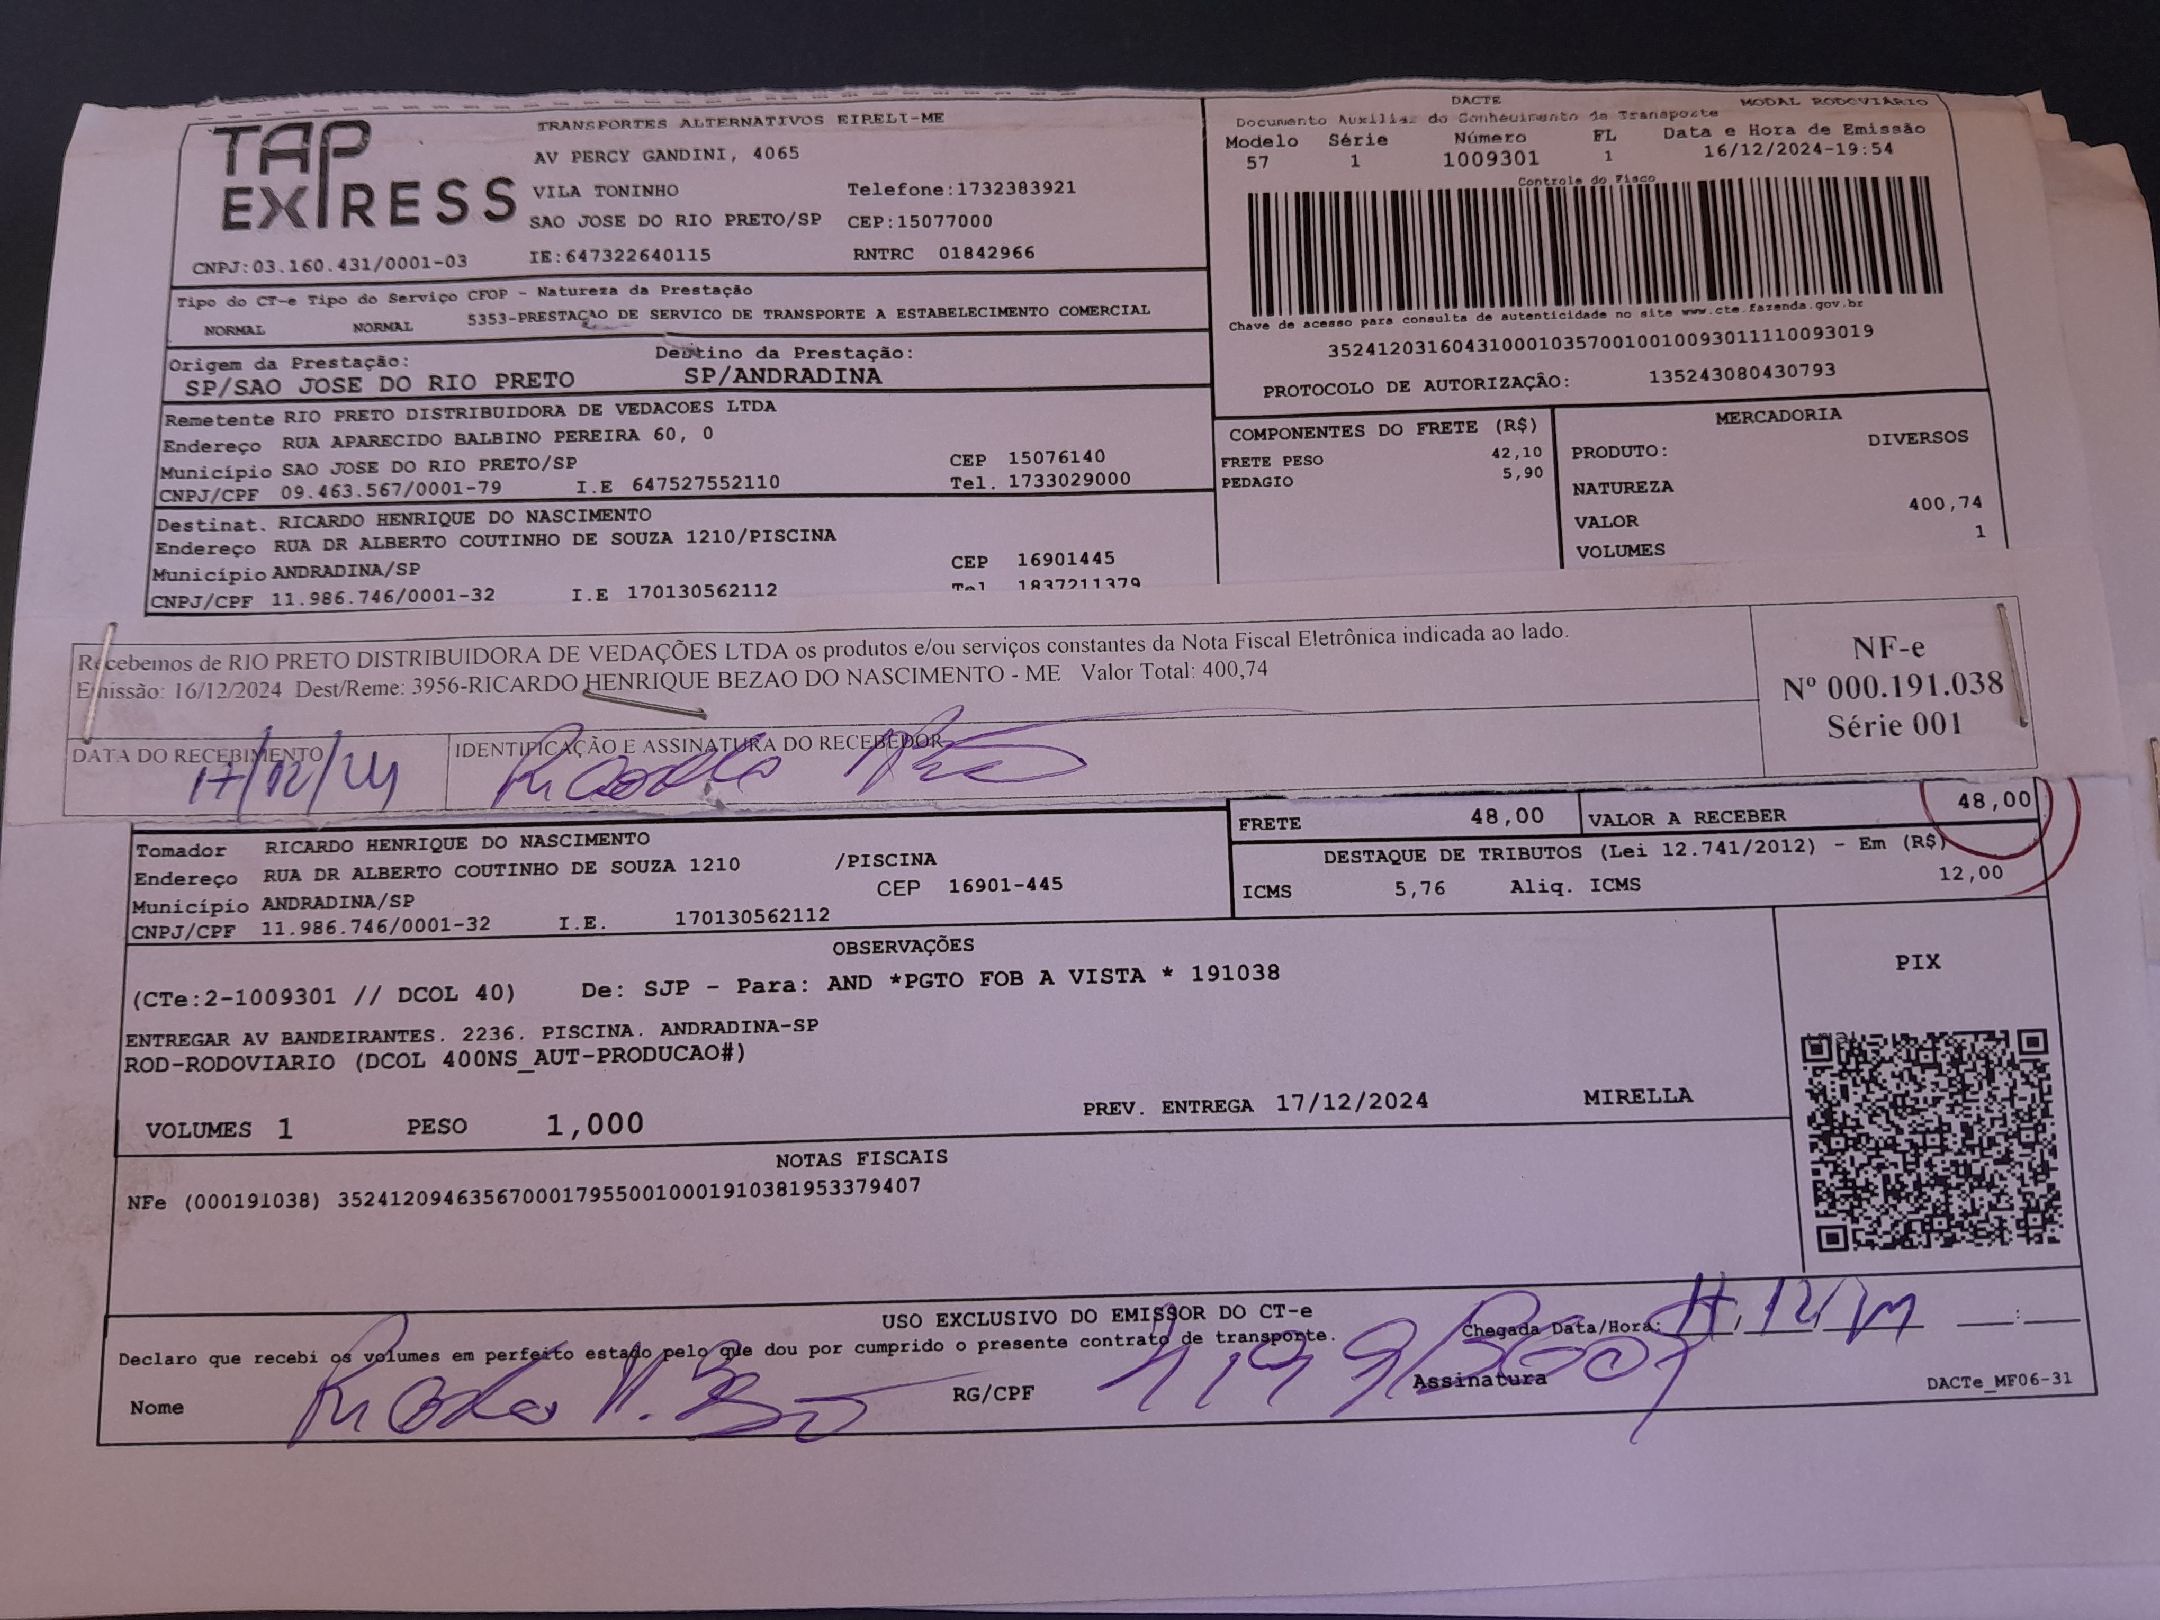 TAP EXPRESS
TRANSPORTES ALTERNATIVOS EIRELI-ME
AV PERCY GANDINI, 4065
VILA TONINHO Telefone:1732383921
SAO JOSE DO RIO PRETO/SP CEP:15077000
CNPJ:03.160.431/0001-03 IE:647322640115 RNTRC 01842966
DACTE MODAL RODOVIÁRIO
Documento Auxiliar do Conhecimento de Transporte
Modelo Série Número FL Data e Hora de Emissão
57 1 1009301 1 16/12/2024-19:54
Controle do Fisco
Chave de acesso para consulta de autenticidade no site www.cte.fazenda.gov.br
35241203160431000103570010010093011110093019
PROTOCOLO DE AUTORIZAÇÃO: 135243080430793
Tipo do CT-e Tipo do Serviço CFOP - Natureza da Prestação
NORMAL NORMAL 5353-PRESTAÇAO DE SERVICO DE TRANSPORTE A ESTABELECIMENTO COMERCIAL
Origem da Prestação: Destino da Prestação:
SP/SAO JOSE DO RIO PRETO SP/ANDRADINA
Remetente RIO PRETO DISTRIBUIDORA DE VEDACOES LTDA
Endereço RUA APARECIDO BALBINO PEREIRA 60, 0
Município SAO JOSE DO RIO PRETO/SP CEP 15076140
CNPJ/CPF 09.463.567/0001-79 I.E 647527552110 Tel. 1733029000
COMPONENTES DO FRETE (R$)
FRETE PESO 42,10
PEDAGIO 5,90
MERCADORIA
PRODUTO: DIVERSOS
NATUREZA
VALOR 400,74
VOLUMES 1
Destinat. RICARDO HENRIQUE DO NASCIMENTO
Endereço RUA DR ALBERTO COUTINHO DE SOUZA 1210/PISCINA
Município ANDRADINA/SP CEP 16901445
CNPJ/CPF 11.986.746/0001-32 I.E 170130562112 Tel 1837211379
Recebemos de RIO PRETO DISTRIBUIDORA DE VEDAÇÕES LTDA os produtos e/ou serviços constantes da Nota Fiscal Eletrônica indicada ao lado.
Emissão: 16/12/2024 Dest/Reme: 3956-RICARDO HENRIQUE BEZAO DO NASCIMENTO - ME Valor Total: 400,74
NF-e
Nº 000.191.038
Série 001
DATA DO RECEBIMENTO IDENTIFICAÇÃO E ASSINATURA DO RECEBEDOR
17/12/24 Ricardo
FRETE 48,00 VALOR A RECEBER 48,00
DESTAQUE DE TRIBUTOS (Lei 12.741/2012) - Em (R$)
ICMS 5,76 Aliq. ICMS 12,00
Tomador RICARDO HENRIQUE DO NASCIMENTO
Endereço RUA DR ALBERTO COUTINHO DE SOUZA 1210 /PISCINA
Município ANDRADINA/SP CEP 16901-445
CNPJ/CPF 11.986.746/0001-32 I.E. 170130562112
OBSERVAÇÕES
(CTe:2-1009301 // DCOL 40) De: SJP - Para: AND *PGTO FOB A VISTA * 191038
ENTREGAR AV BANDEIRANTES. 2236. PISCINA. ANDRADINA-SP
ROD-RODOVIARIO (DCOL 400NS_AUT-PRODUCAO#)
VOLUMES 1 PESO 1,000 PREV. ENTREGA 17/12/2024 MIRELLA
PIX
NOTAS FISCAIS
NFe (000191038) 35241209463567000179550010001910381953379407
USO EXCLUSIVO DO EMISSOR DO CT-e
Declaro que recebi os volumes em perfeito estado pelo que dou por cumprido o presente contrato de transporte. Chegada Data/Hora:
Nome Ricardo H. RG/CPF Assinatura
DACTe_MF06-31